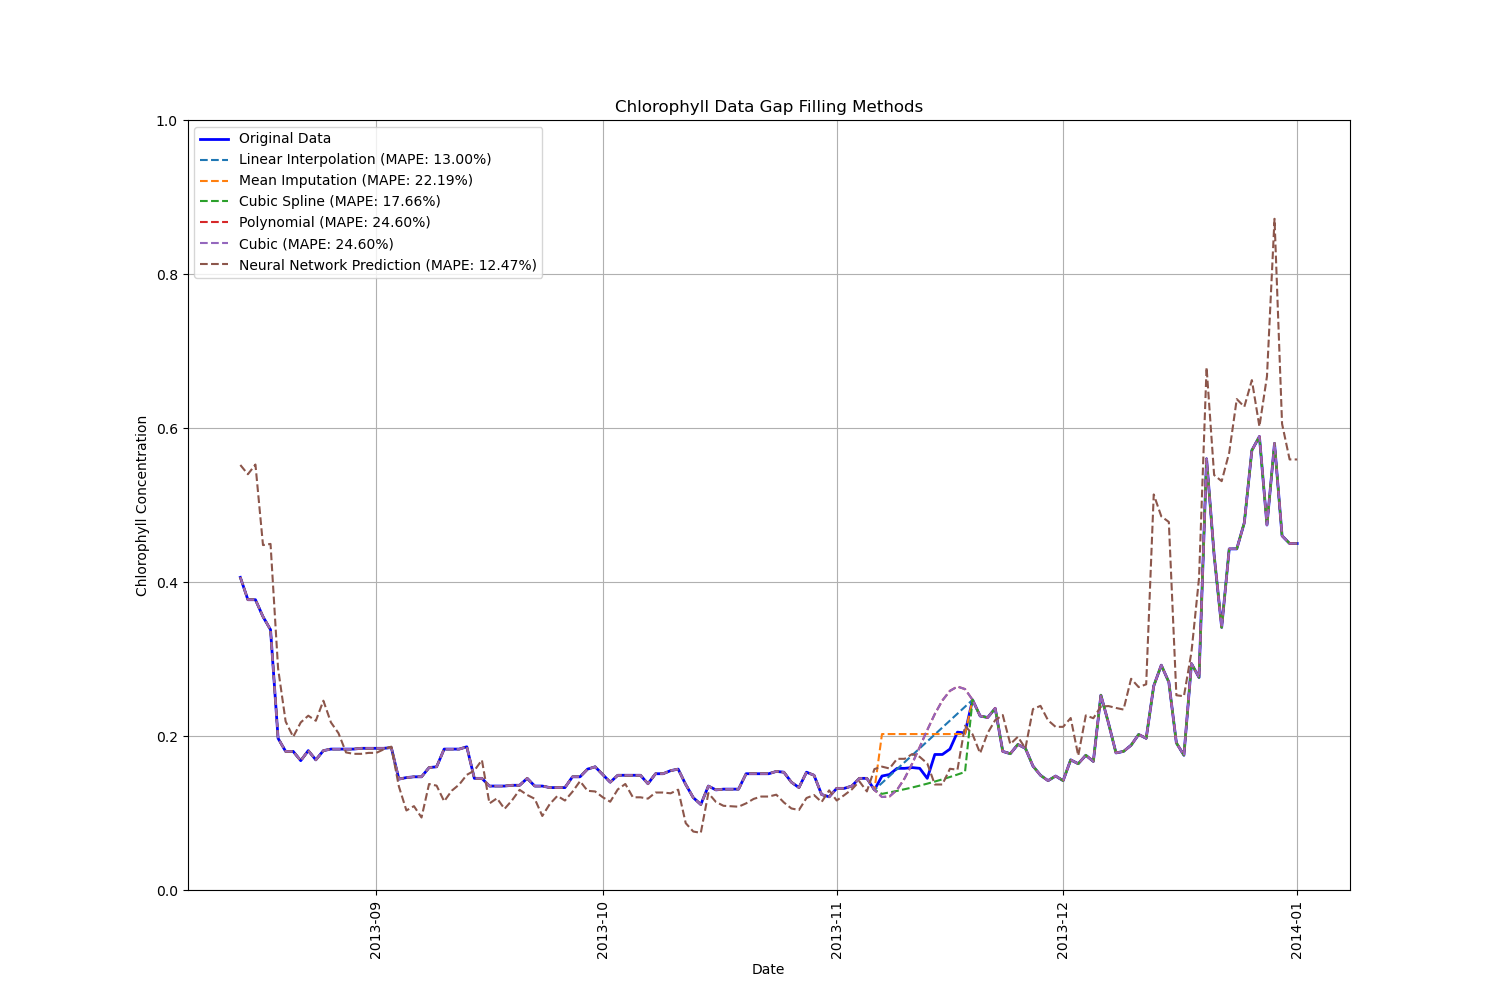 Chlorophyll Data Gap Filling Methods
1.0
0.8
0.6
0.4
0.2
0.0
Chlorophyll Concentration
Original Data
Linear Interpolation (MAPE: 13.00%)
Mean Imputation (MAPE: 22.19%)
Cubic Spline (MAPE: 17.66%)
Polynomial (MAPE: 24.60%)
Cubic (MAPE: 24.60%)
Neural Network Prediction (MAPE: 12.47%)
2013-09
2013-10
2013-11
2013-12
2014-01
Date